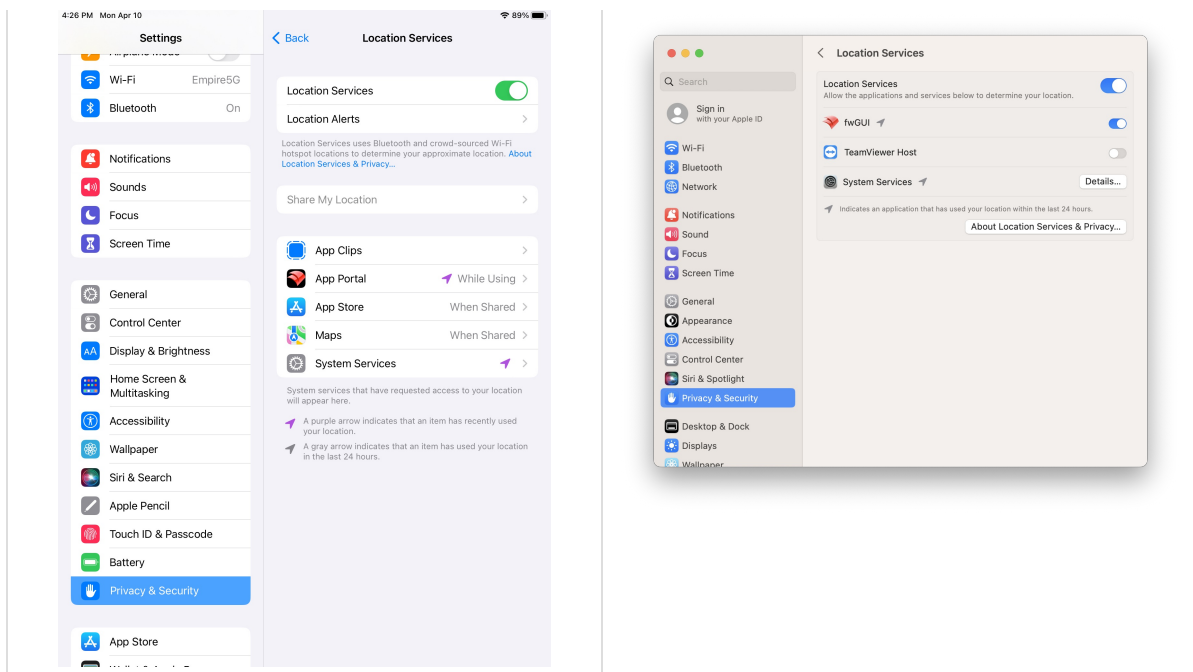 4:26 PM Mon Apr 10
89%
Settings
Airplane Mode
Wi-Fi
Empire5G
Bluetooth
On
Notifications
Sounds
Focus
Screen Time
General
Control Center
AA
Display & Brightness
Home Screen &
Multitasking
Accessibility
Wallpaper
Siri & Search
Apple Pencil
Touch ID & Passcode
Battery
Privacy & Security
App Store
Back
Location Services
Location Services
Location Alerts
Location Services uses Bluetooth and crowd-sourced Wi-Fi
hotspot locations to determine your approximate location. About
Location Services & Privacy...
Share My Location
App Clips
App Portal
While Using
App Store
When Shared
Maps
When Shared
System Services
System services that have requested access to your location
will appear here.
A purple arrow indicates that an item has recently used
your location.
A gray arrow indicates that an item has used your location
in the last 24 hours.
Search
Sign in
with your Apple ID
Wi-Fi
Bluetooth
Network
Notifications
Sound
Focus
Screen Time
General
Appearance
Accessibility
Control Center
Siri & Spotlight
Privacy & Security
Desktop & Dock
Displays
Wallpaper
Location Services
Location Services
Allow the applications and services below to determine your location.
fwGUI
TeamViewer Host
System Services
Details...
Indicates an application that has used your location within the last 24 hours.
About Location Services & Privacy...